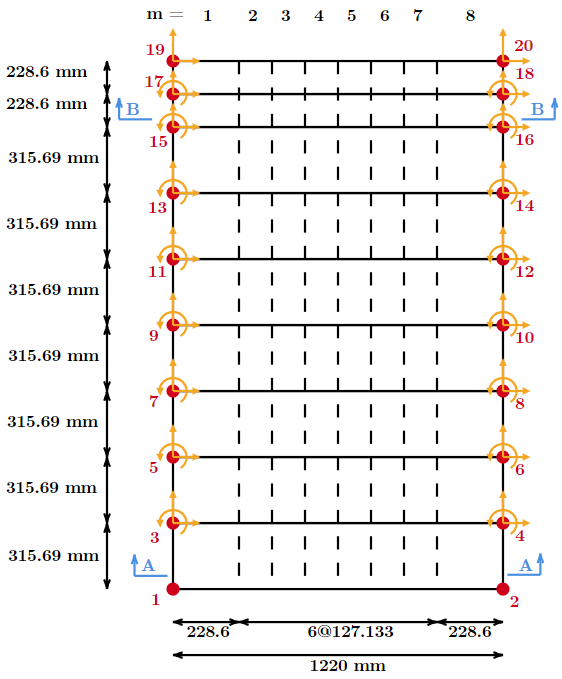 m = 1 2 3 4 5 6 7 8
19 20
228.6 mm 18
17
228.6 mm B B
15 16
315.69 mm
13 14
315.69 mm
11 12
315.69 mm
9 10
315.69 mm
7 8
315.69 mm
5 6
315.69 mm
3 4
315.69 mm
A A
1 2
228.6 6@127.133 228.6
1220 mm